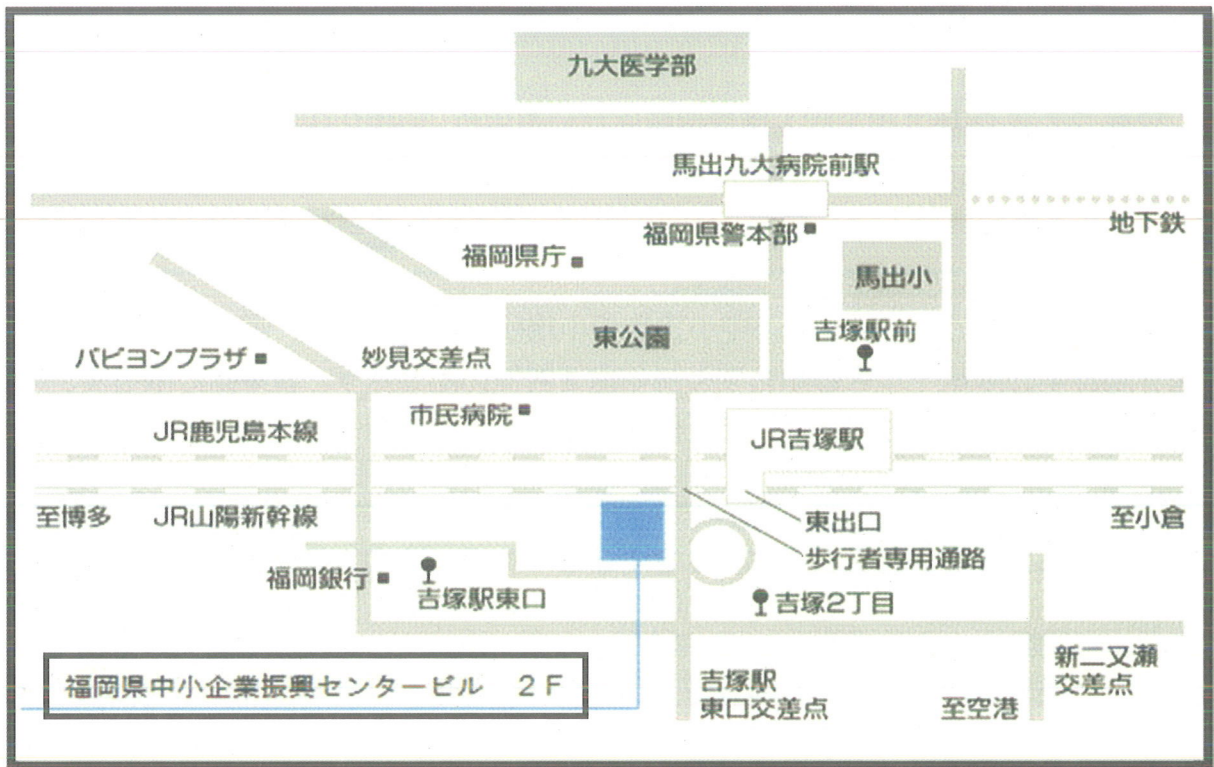 九大医学部
馬出九大病院前駅
地下鉄
福岡県警本部
福岡県庁
馬出小
東公園
吉塚駅前
パピヨンプラザ
妙見交差点
市民病院
JR鹿児島本線
JR吉塚駅
至博多
JR山陽新幹線
東出口
至小倉
歩行者専用通路
福岡銀行
吉塚駅東口
吉塚2丁目
福岡県中小企業振興センタービル 2F
吉塚駅
東口交差点
至空港
新二又瀬
交差点